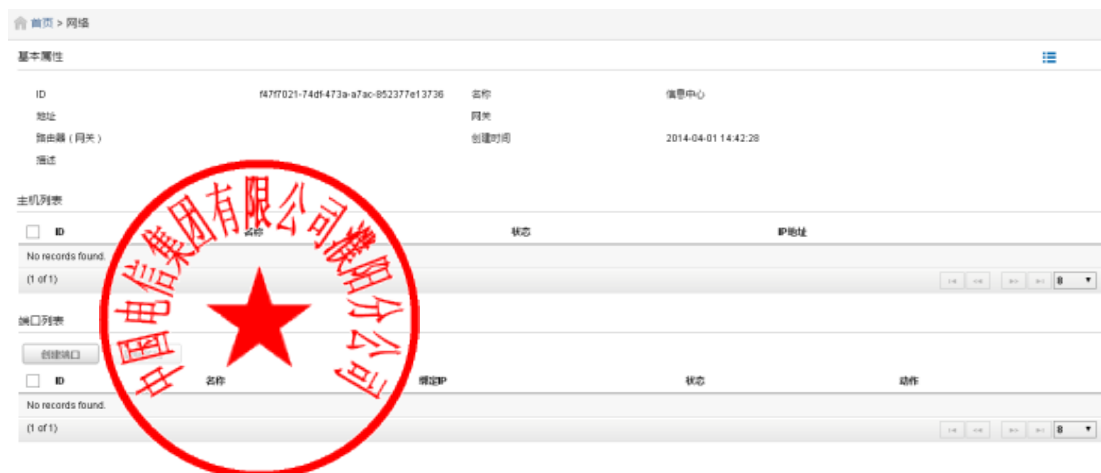 首页 > 网络
基本属性
ID f47f7021-74df-473a-a7ac-852377e13736 名称 信息中心
地址 网关
路由器（网关） 创建时间 2014-04-01 14:42:28
描述
主机列表
ID 名称 状态 IP地址
No records found.
(1 of 1) 8
端口列表
创建端口
ID 名称 绑定IP 状态 动作
No records found.
(1 of 1) 8
中国电信集团有限公司濮阳分公司